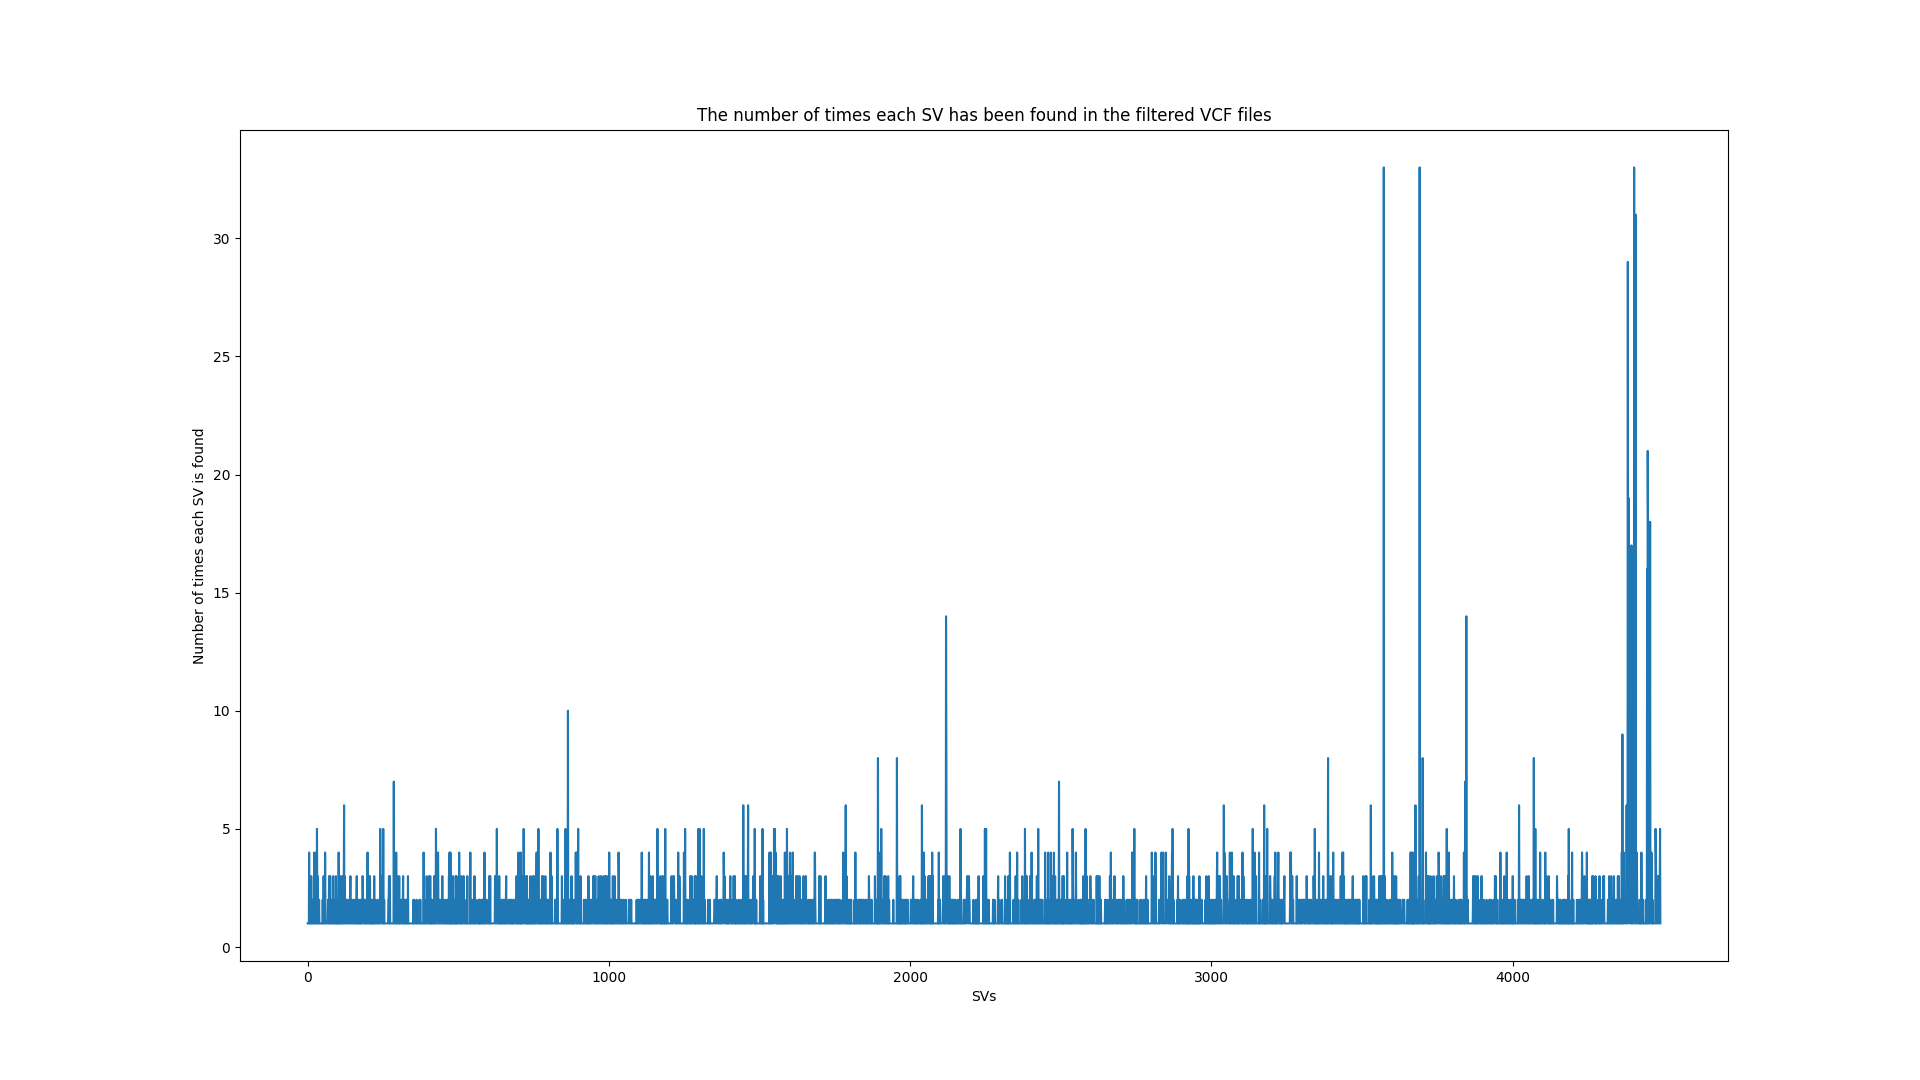 The number of times each SV has been found in the filtered VCF files
Number of times each SV is found
30
25
20
15
10
5
0
0 1000 2000 3000 4000
SVs